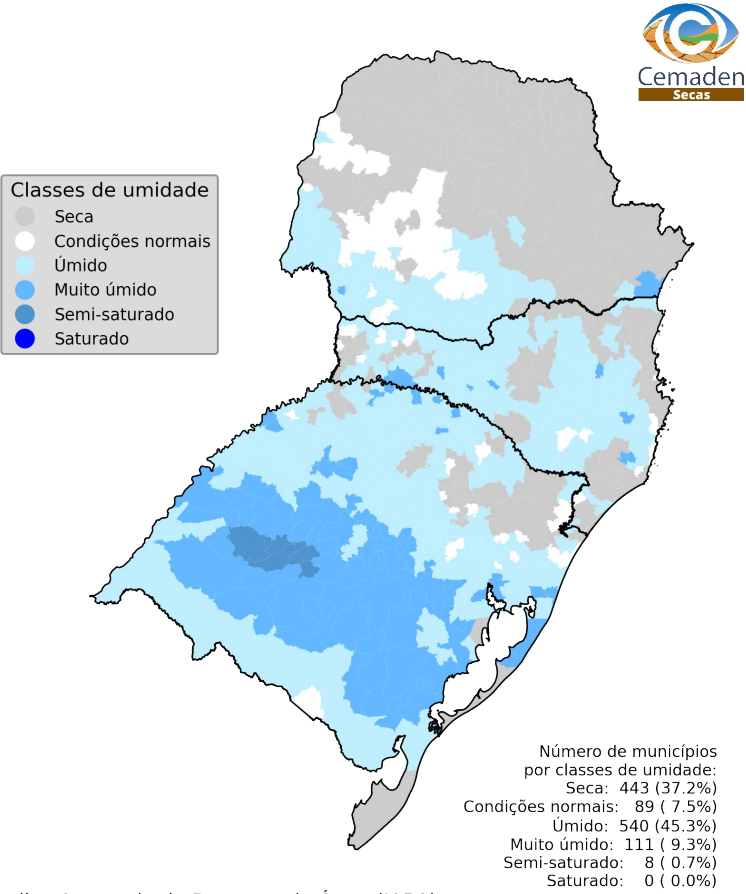 Cemaden
Secas
Classes de umidade
Seca
Condições normais
Úmido
Muito úmido
Semi-saturado
Saturado
Número de municípios
por classes de umidade:
Seca: 443 (37.2%)
Condições normais: 89 ( 7.5%)
Úmido: 540 (45.3%)
Muito úmido: 111 ( 9.3%)
Semi-saturado: 8 ( 0.7%)
Saturado: 0 ( 0.0%)